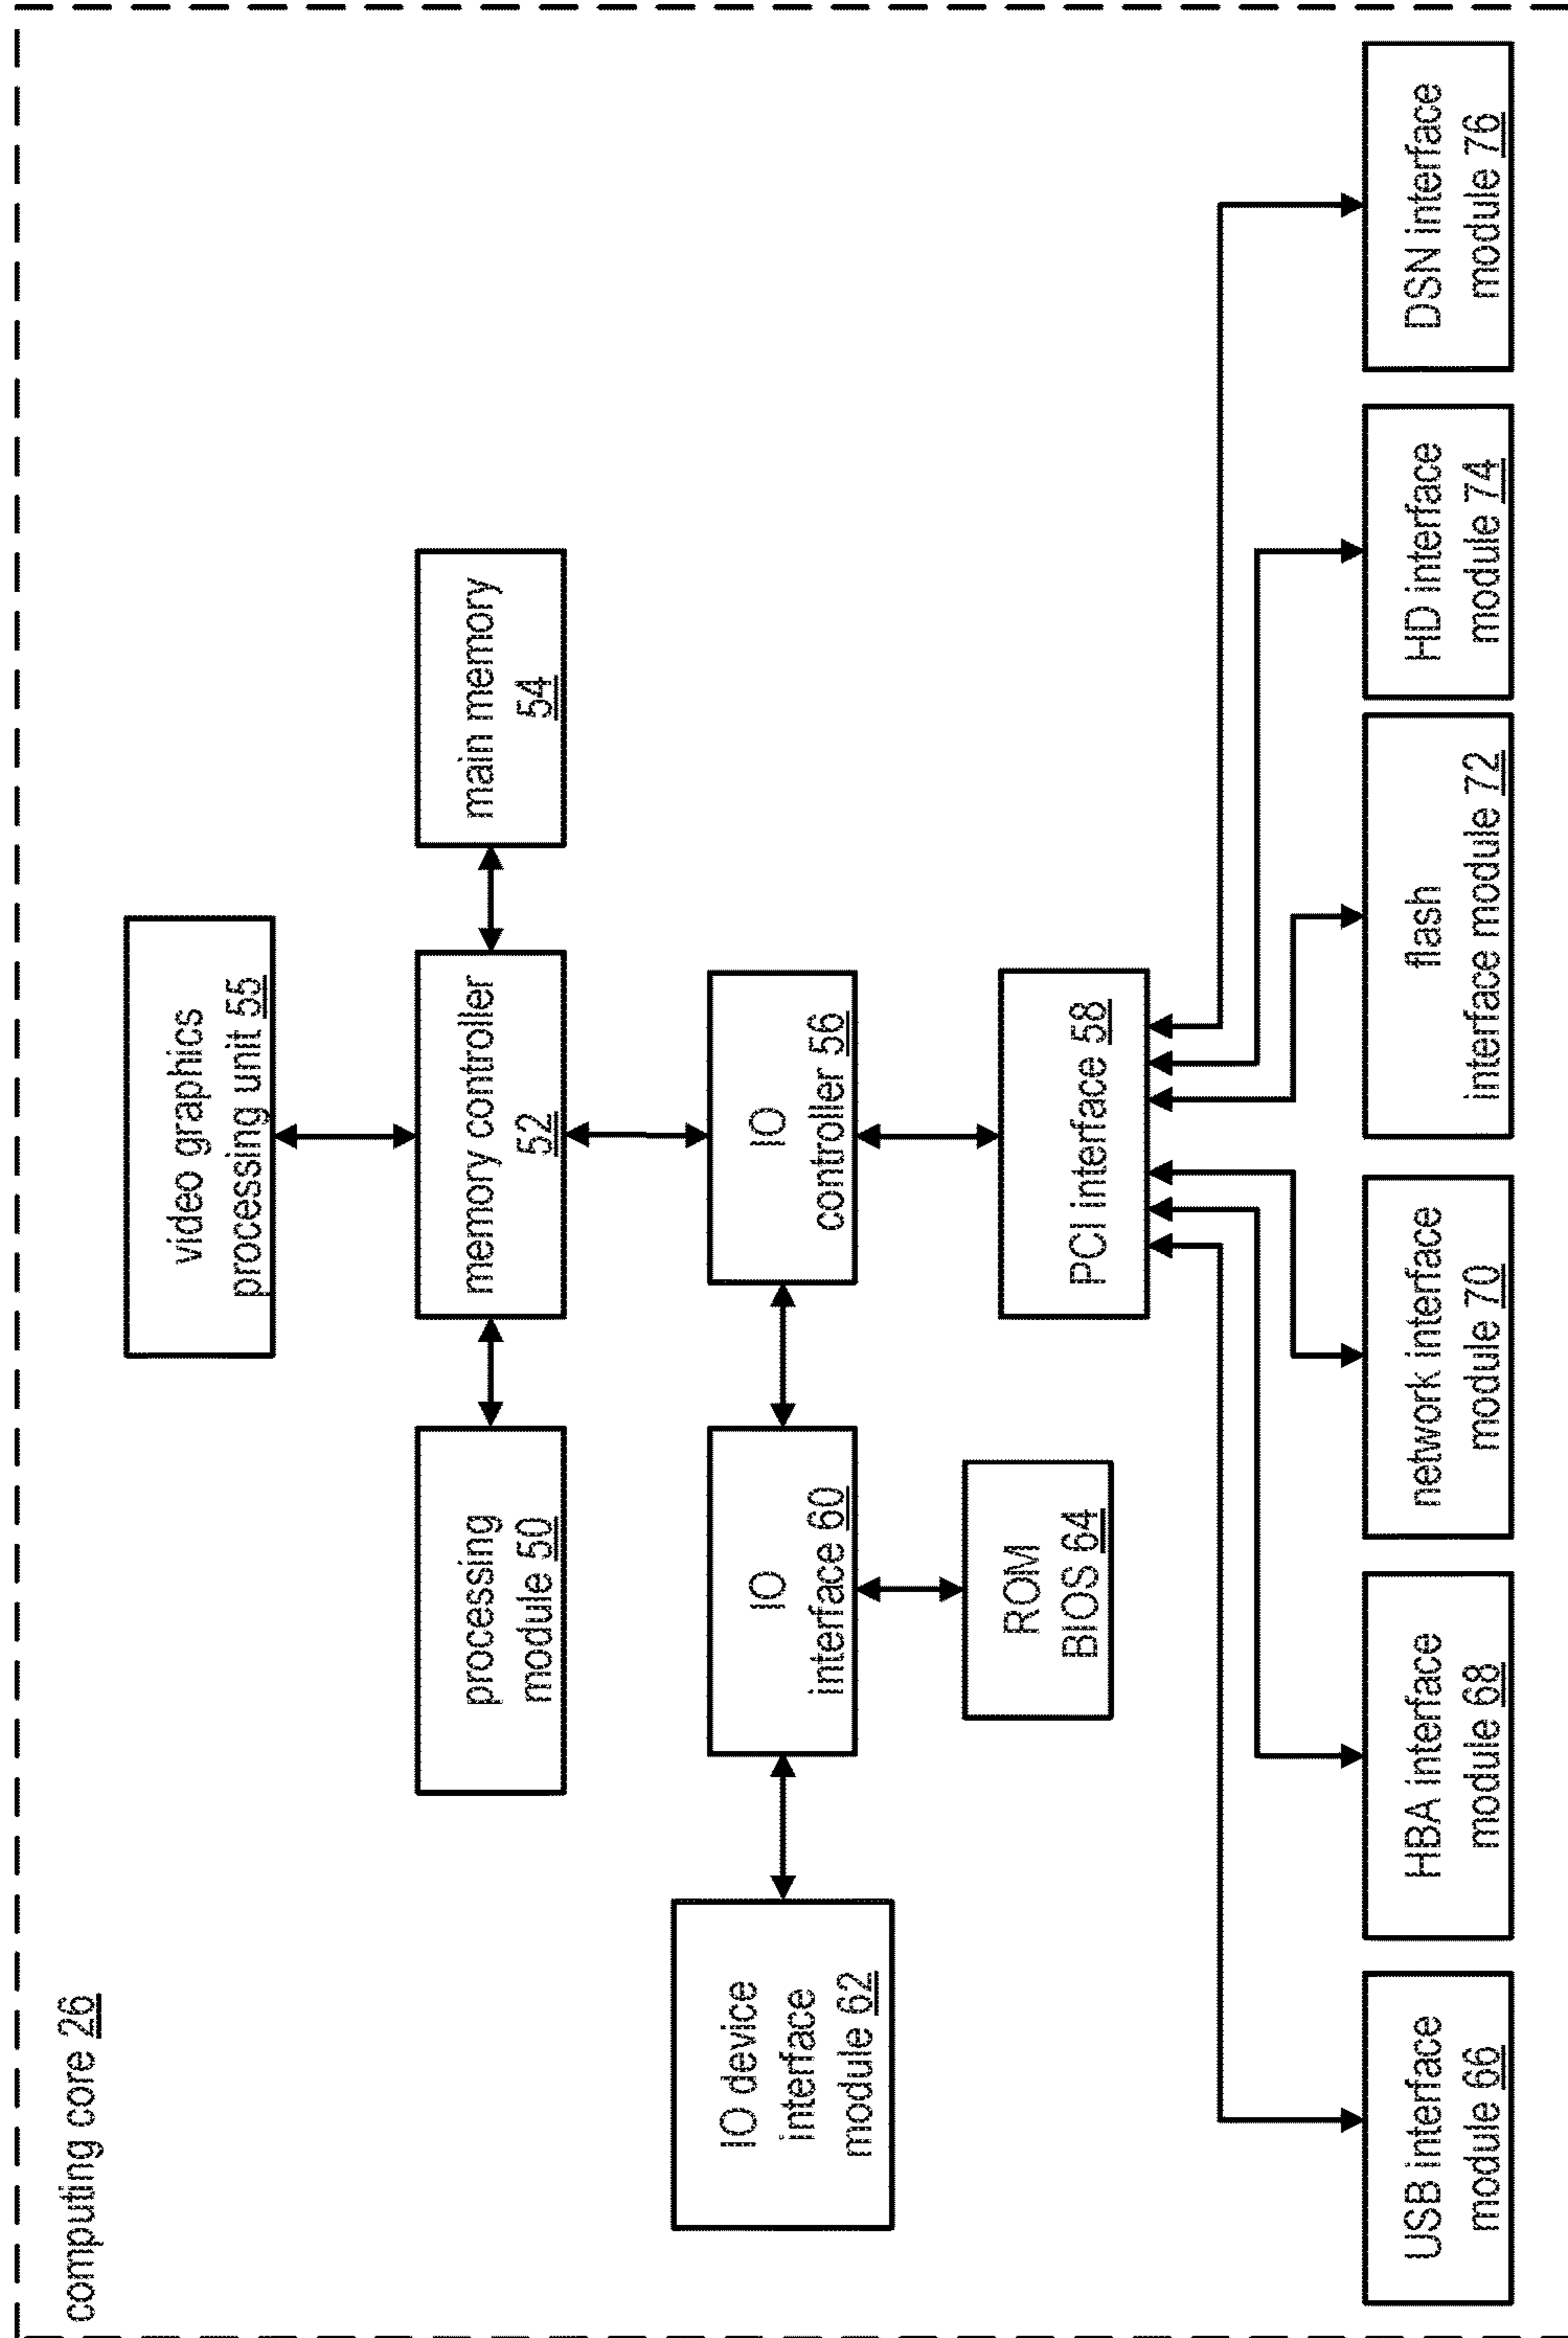 computing core 26
video graphics
processing unit 55
processing
module 50
memory controller
52
main memory
54
IO device
interface
module 62
IO
interface 60
IO
controller 56
ROM
BIOS 64
PCI interface 58
USB interface
module 66
HBA interface
module 68
network interface
module 70
flash
interface module 72
HD interface
module 74
DSN interface
module 76